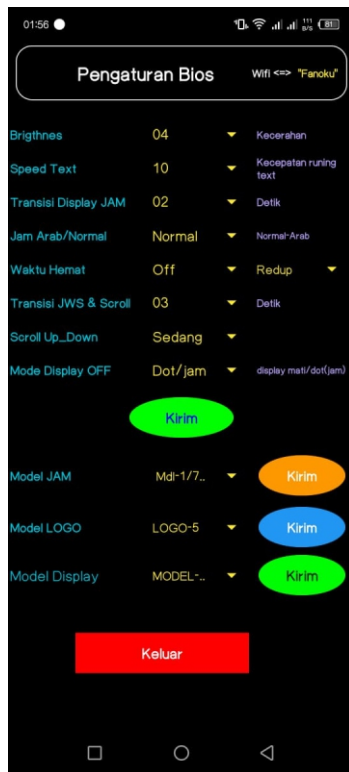 01:56
111 B/S 81
Pengaturan Bios
Wifi <=> "Fanoku"
Brigthnes 04 Kecerahan
Speed Text 10 Kecepatan runing text
Transisi Display JAM 02 Detik
Jam Arab/Normal Normal Normal-Arab
Waktu Hemat Off Redup
Transisi JWS & Scroll 03 Detik
Scroll Up_Down Sedang
Mode Display OFF Dot/jam display mati/dot(jam)
Kirim
Model JAM Mdl-1/7.. Kirim
Model LOGO LOGO-5 Kirim
Model Display MODEL-.. Kirim
Keluar